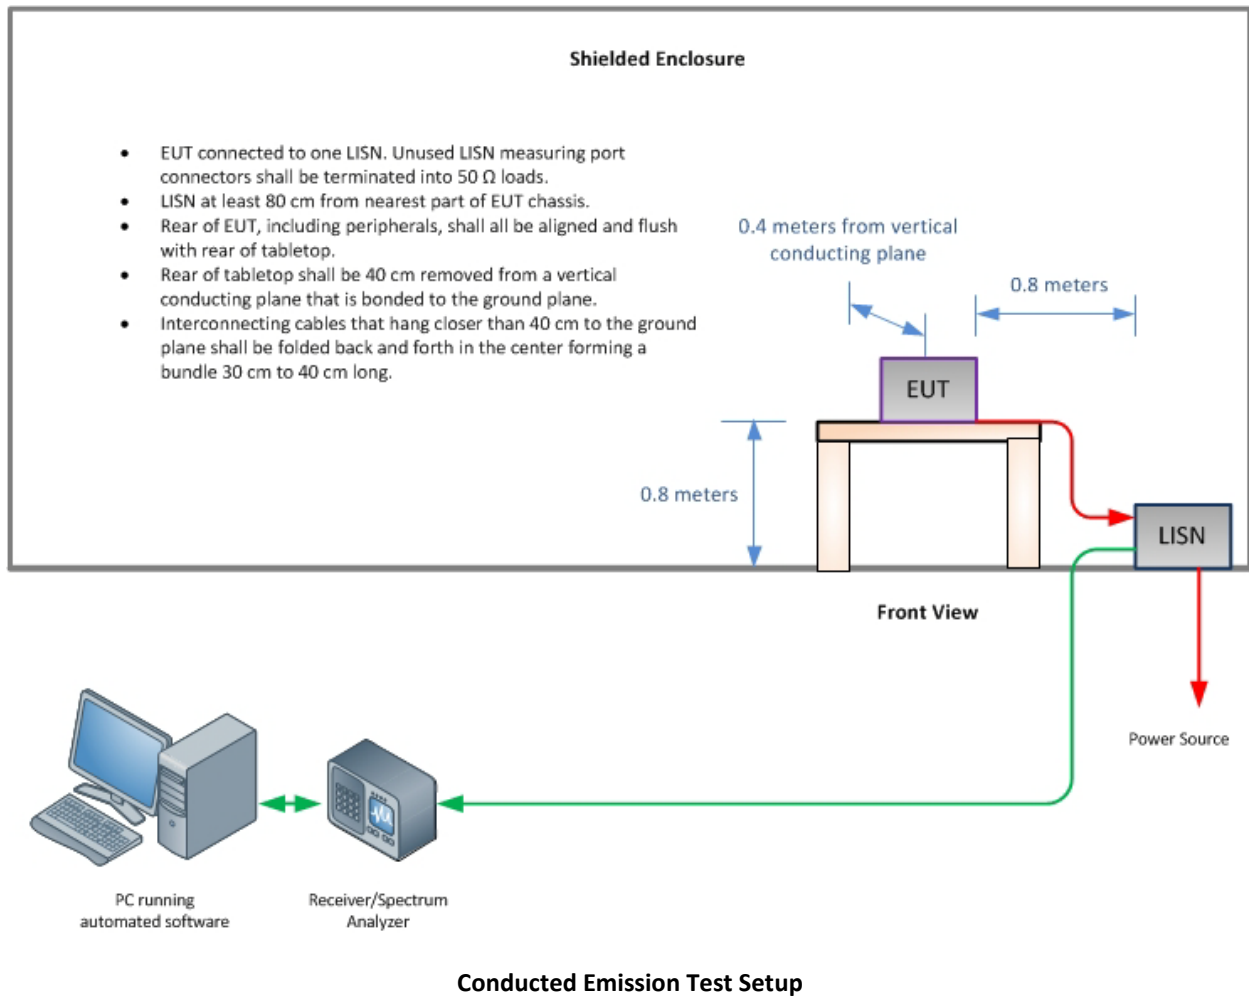 Shielded Enclosure
• EUT connected to one LISN. Unused LISN measuring port
connectors shall be terminated into 50 Ω loads.
• LISN at least 80 cm from nearest part of EUT chassis.
• Rear of EUT, including peripherals, shall all be aligned and flush
with rear of tabletop.
• Rear of tabletop shall be 40 cm removed from a vertical
conducting plane that is bonded to the ground plane.
• Interconnecting cables that hang closer than 40 cm to the ground
plane shall be folded back and forth in the center forming a
bundle 30 cm to 40 cm long.
0.4 meters from vertical
conducting plane
0.8 meters
EUT
0.8 meters
LISN
Front View
Power Source
PC running
automated software
Receiver/Spectrum
Analyzer
Conducted Emission Test Setup